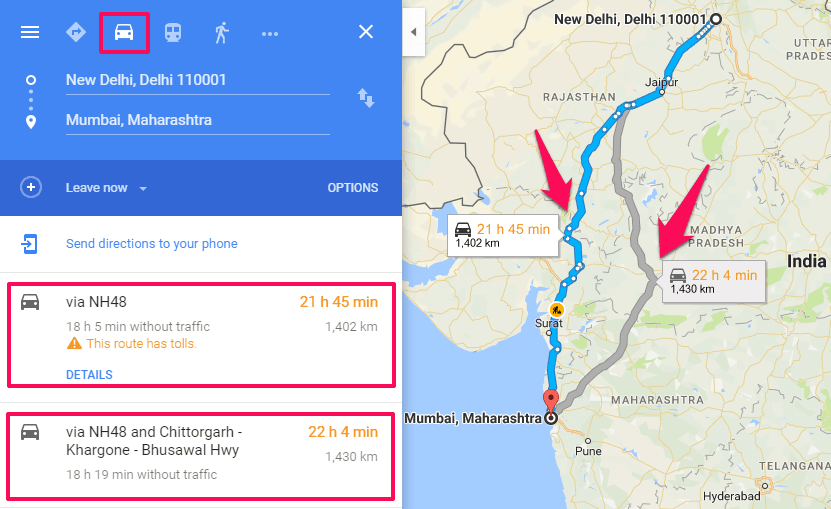 New Delhi, Delhi 110001
Mumbai, Maharashtra
Leave now
OPTIONS
Send directions to your phone
via NH48
21 h 45 min
18 h 5 min without traffic
1,402 km
This route has tolls.
DETAILS
via NH48 and Chittorgarh -
Khargone - Bhusawal Hwy
22 h 4 min
1,430 km
18 h 19 min without traffic
New Delhi, Delhi 110001
UTTAR
PRADES
Jaipur
RAJASTHAN
21 h 45 min
1,402 km
MADHYA
PRADESH
India
22 h 4 min
1,430 km
Surat
MAHARASHTRA
Mumbai, Maharashtra
Pune
TELANGANA
Hyderabad